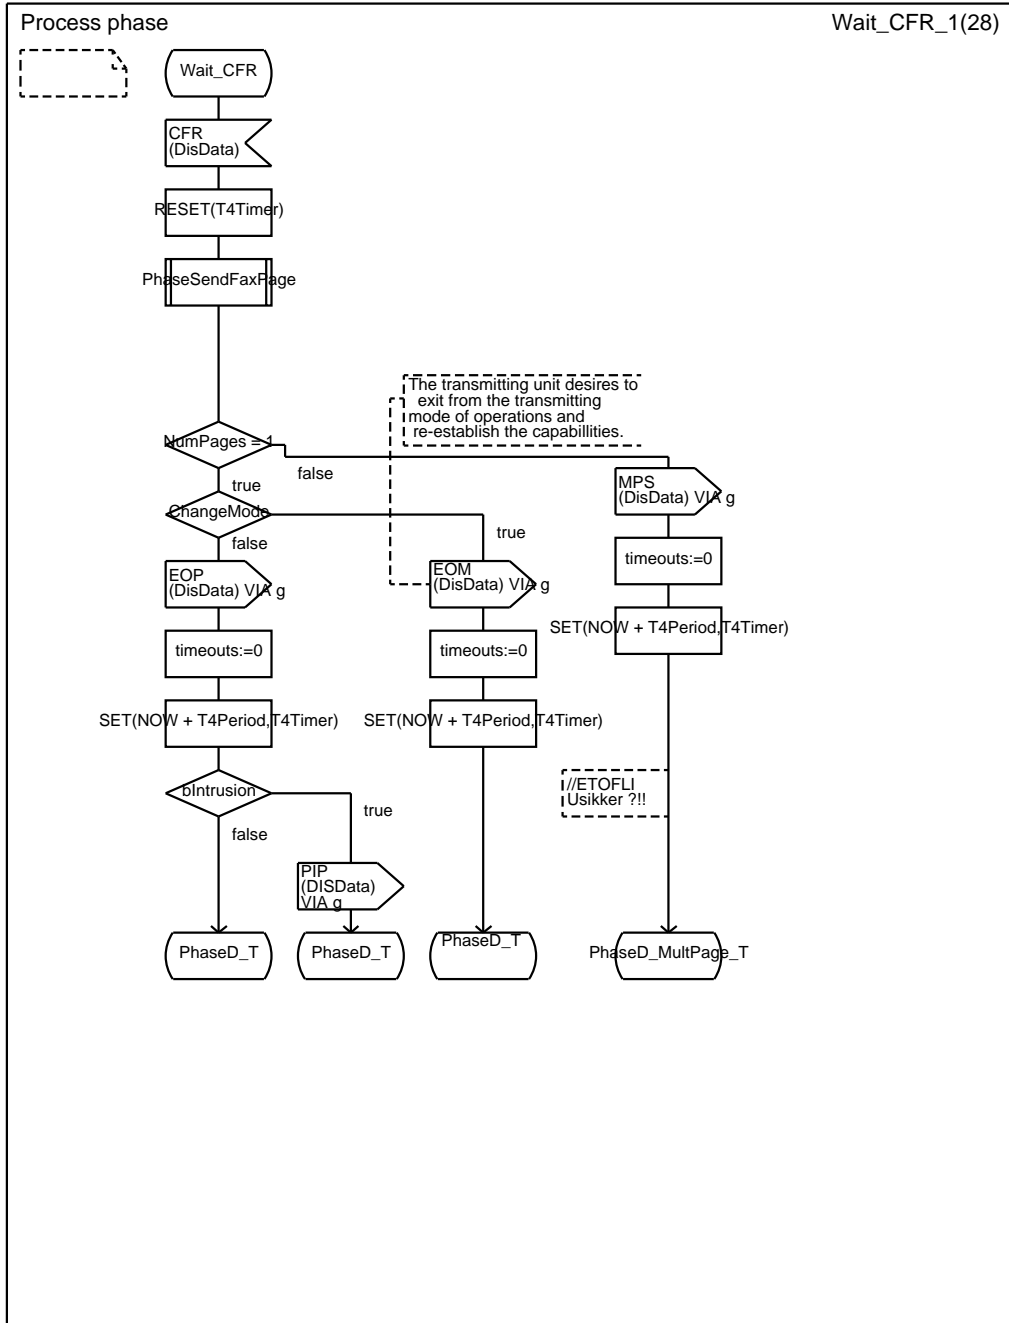 Process phase
Wait_CFR_1(28)
Wait_CFR
CFR
(DisData)
RESET(T4Timer)
PhaseSendFaxPage
The transmitting unit desires to
exit from the transmitting
mode of operations and
re-establish the capabillities.
NumPages = 1
false
true
MPS
(DisData) VIA g
ChangeMode
true
false
timeouts:=0
EOP
(DisData) VIA g
EOM
(DisData) VIA g
SET(NOW + T4Period,T4Timer)
timeouts:=0
timeouts:=0
SET(NOW + T4Period,T4Timer)
SET(NOW + T4Period,T4Timer)
bIntrusion
true
false
//ETOFLI
Usikker ?!!
PIP
(DISData)
VIA g
PhaseD_T
PhaseD_T
PhaseD_T
PhaseD_MultPage_T